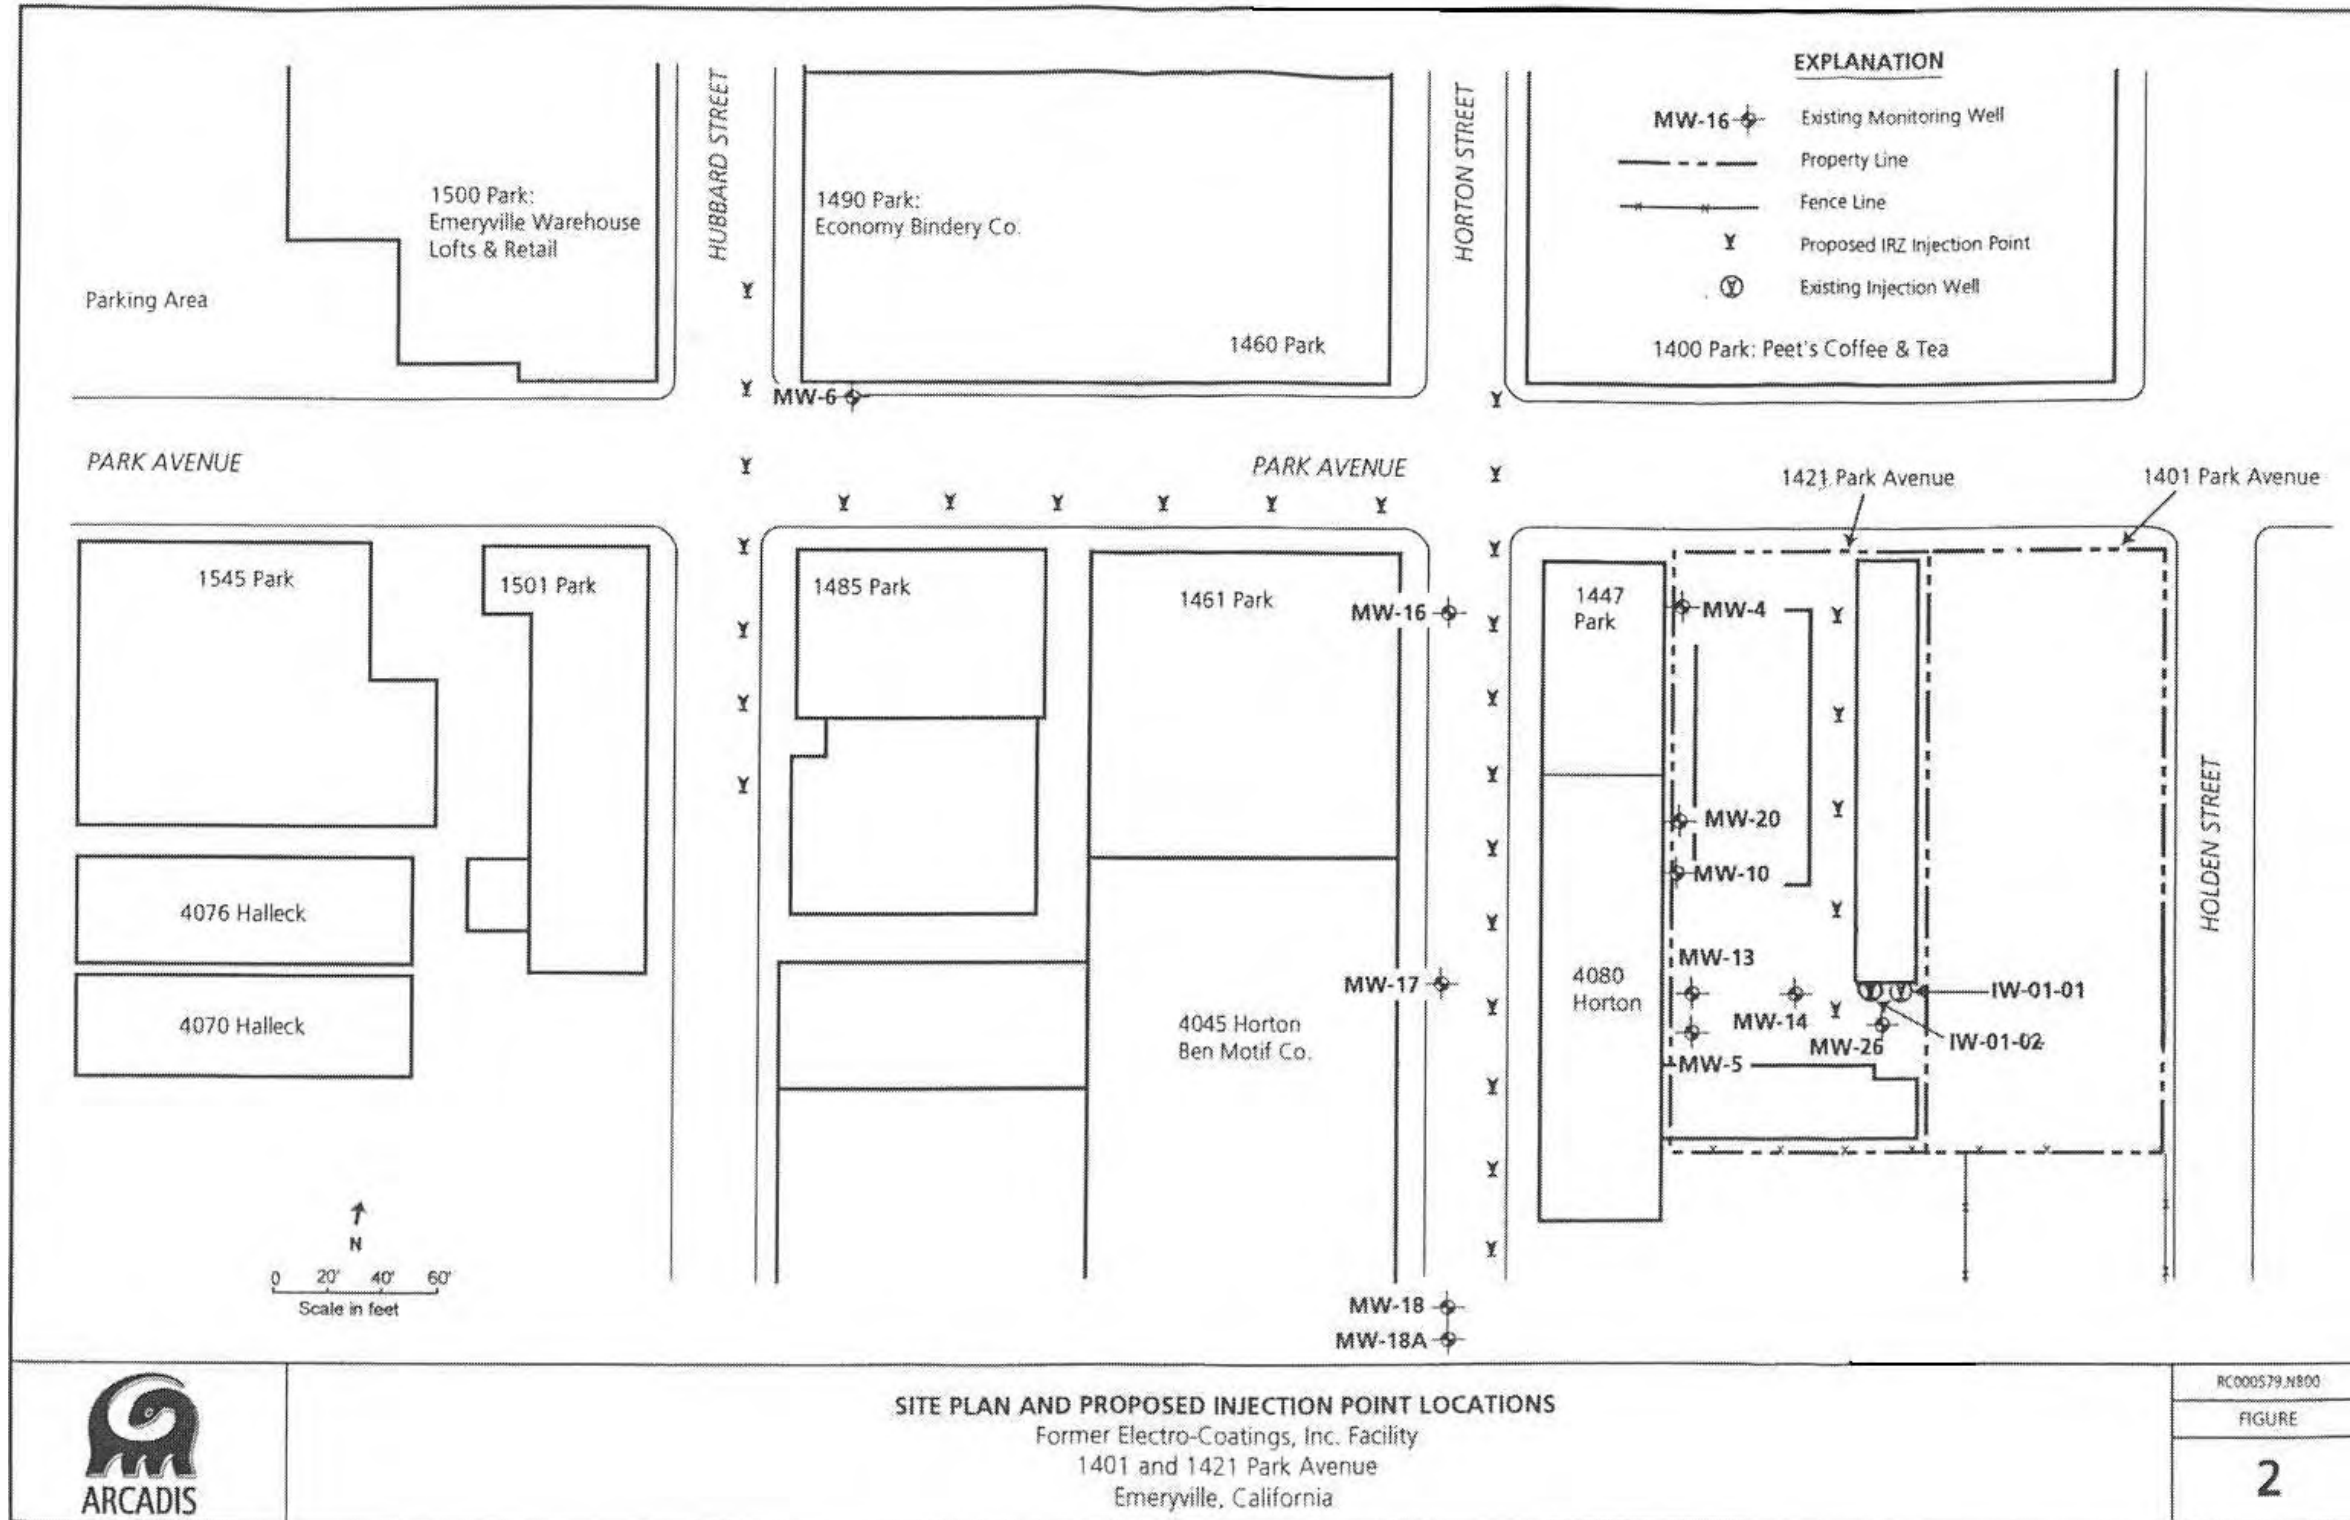 EXPLANATION
MW-16
Existing Monitoring Well
Property Line
Fence Line
Proposed IRZ Injection Point
Existing Injection Well
1400 Park: Peet's Coffee & Tea
1500 Park:
Emeryville Warehouse
Lofts & Retail
Parking Area
HUBBARD STREET
1490 Park:
Economy Bindery Co.
1460 Park
HORTON STREET
MW-6
PARK AVENUE
PARK AVENUE
1421 Park Avenue
1401 Park Avenue
1545 Park
1501 Park
1485 Park
1461 Park
MW-16
1447
Park
MW-4
MW-20
MW-10
HOLDEN STREET
4076 Halleck
4070 Halleck
MW-17
4045 Horton
Ben Motif Co.
4080
Horton
MW-13
MW-14
MW-26
MW-5
IW-01-01
IW-01-02
N
0 20' 40' 60'
Scale in feet
MW-18
MW-18A
ARCADIS
SITE PLAN AND PROPOSED INJECTION POINT LOCATIONS
Former Electro-Coatings, Inc. Facility
1401 and 1421 Park Avenue
Emeryville, California
RC000579.N800
FIGURE
2